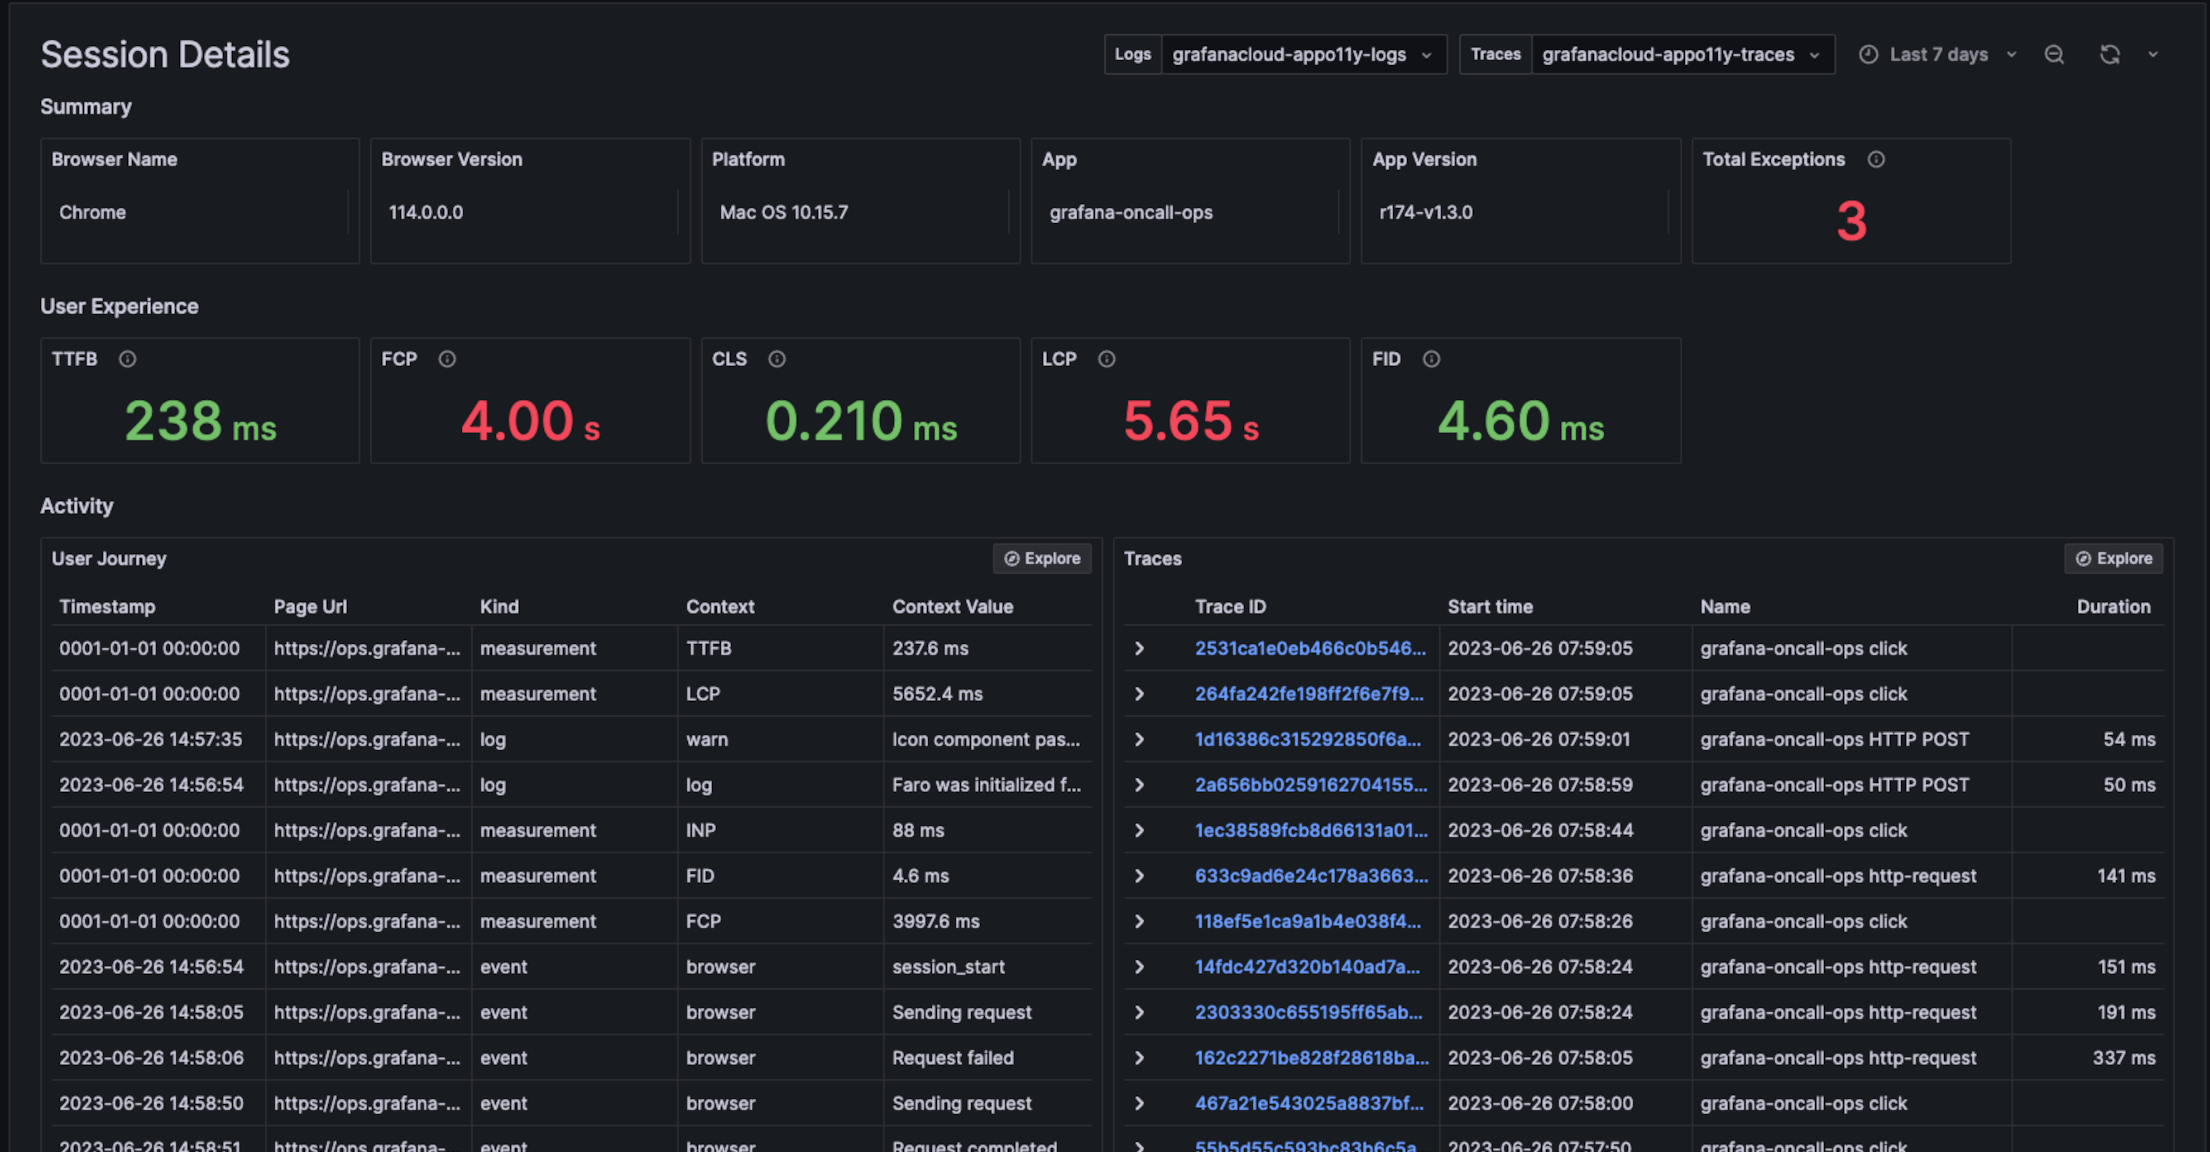 Session Details
Logs grafanacloud-appo11y-logs Traces grafanacloud-appo11y-traces Last 7 days
Summary
Browser Name Browser Version Platform App App Version Total Exceptions
Chrome 114.0.0.0 Mac OS 10.15.7 grafana-oncall-ops r174-v1.3.0 3
User Experience
TTFB FCP CLS LCP FID
238 ms 4.00 s 0.210 ms 5.65 s 4.60 ms
Activity
User Journey Explore
Timestamp Page Url Kind Context Context Value
0001-01-01 00:00:00 https://ops.grafana-... measurement TTFB 237.6 ms
0001-01-01 00:00:00 https://ops.grafana-... measurement LCP 5652.4 ms
2023-06-26 14:57:35 https://ops.grafana-... log warn Icon component pas...
2023-06-26 14:56:54 https://ops.grafana-... log log Faro was initialized f...
0001-01-01 00:00:00 https://ops.grafana-... measurement INP 88 ms
0001-01-01 00:00:00 https://ops.grafana-... measurement FID 4.6 ms
0001-01-01 00:00:00 https://ops.grafana-... measurement FCP 3997.6 ms
2023-06-26 14:56:54 https://ops.grafana-... event browser session_start
2023-06-26 14:58:05 https://ops.grafana-... event browser Sending request
2023-06-26 14:58:06 https://ops.grafana-... event browser Request failed
2023-06-26 14:58:50 https://ops.grafana-... event browser Sending request
2023-06-26 14:58:51 https://ops.grafana-... event browser Request completed
Traces Explore
Trace ID Start time Name Duration
2531ca1e0eb466c0b546... 2023-06-26 07:59:05 grafana-oncall-ops click
264fa242fe198ff2f6e7f9... 2023-06-26 07:59:05 grafana-oncall-ops click
1d16386c315292850f6a... 2023-06-26 07:59:01 grafana-oncall-ops HTTP POST 54 ms
2a656bb0259162704155... 2023-06-26 07:58:59 grafana-oncall-ops HTTP POST 50 ms
1ec38589fcb8d66131a01... 2023-06-26 07:58:44 grafana-oncall-ops click
633c9ad6e24c178a3663... 2023-06-26 07:58:36 grafana-oncall-ops http-request 141 ms
118ef5e1ca9a1b4e038f4... 2023-06-26 07:58:26 grafana-oncall-ops click
14fdc427d320b140ad7a... 2023-06-26 07:58:24 grafana-oncall-ops http-request 151 ms
2303330c655195ff65ab... 2023-06-26 07:58:24 grafana-oncall-ops http-request 191 ms
162c2271be828f28618ba... 2023-06-26 07:58:05 grafana-oncall-ops http-request 337 ms
467a21e543025a8837bf... 2023-06-26 07:58:00 grafana-oncall-ops click
55b5d55c593bc83b6c5a... 2023-06-26 07:57:50 grafana-oncall-ops click